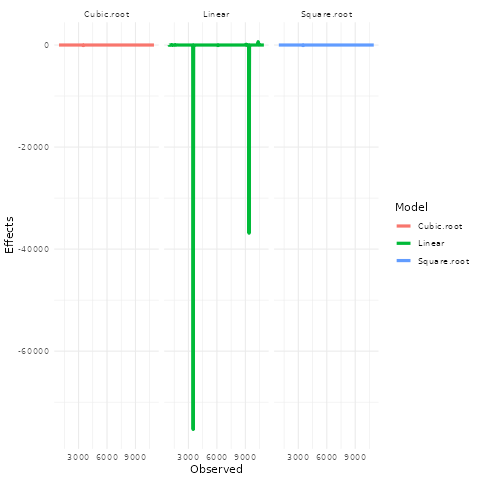 Cubic.root Linear Square.root
0
-20000
-40000
-60000
Effects
3000 6000 9000 3000 6000 9000 3000 6000 9000
Observed
Model
Cubic.root
Linear
Square.root